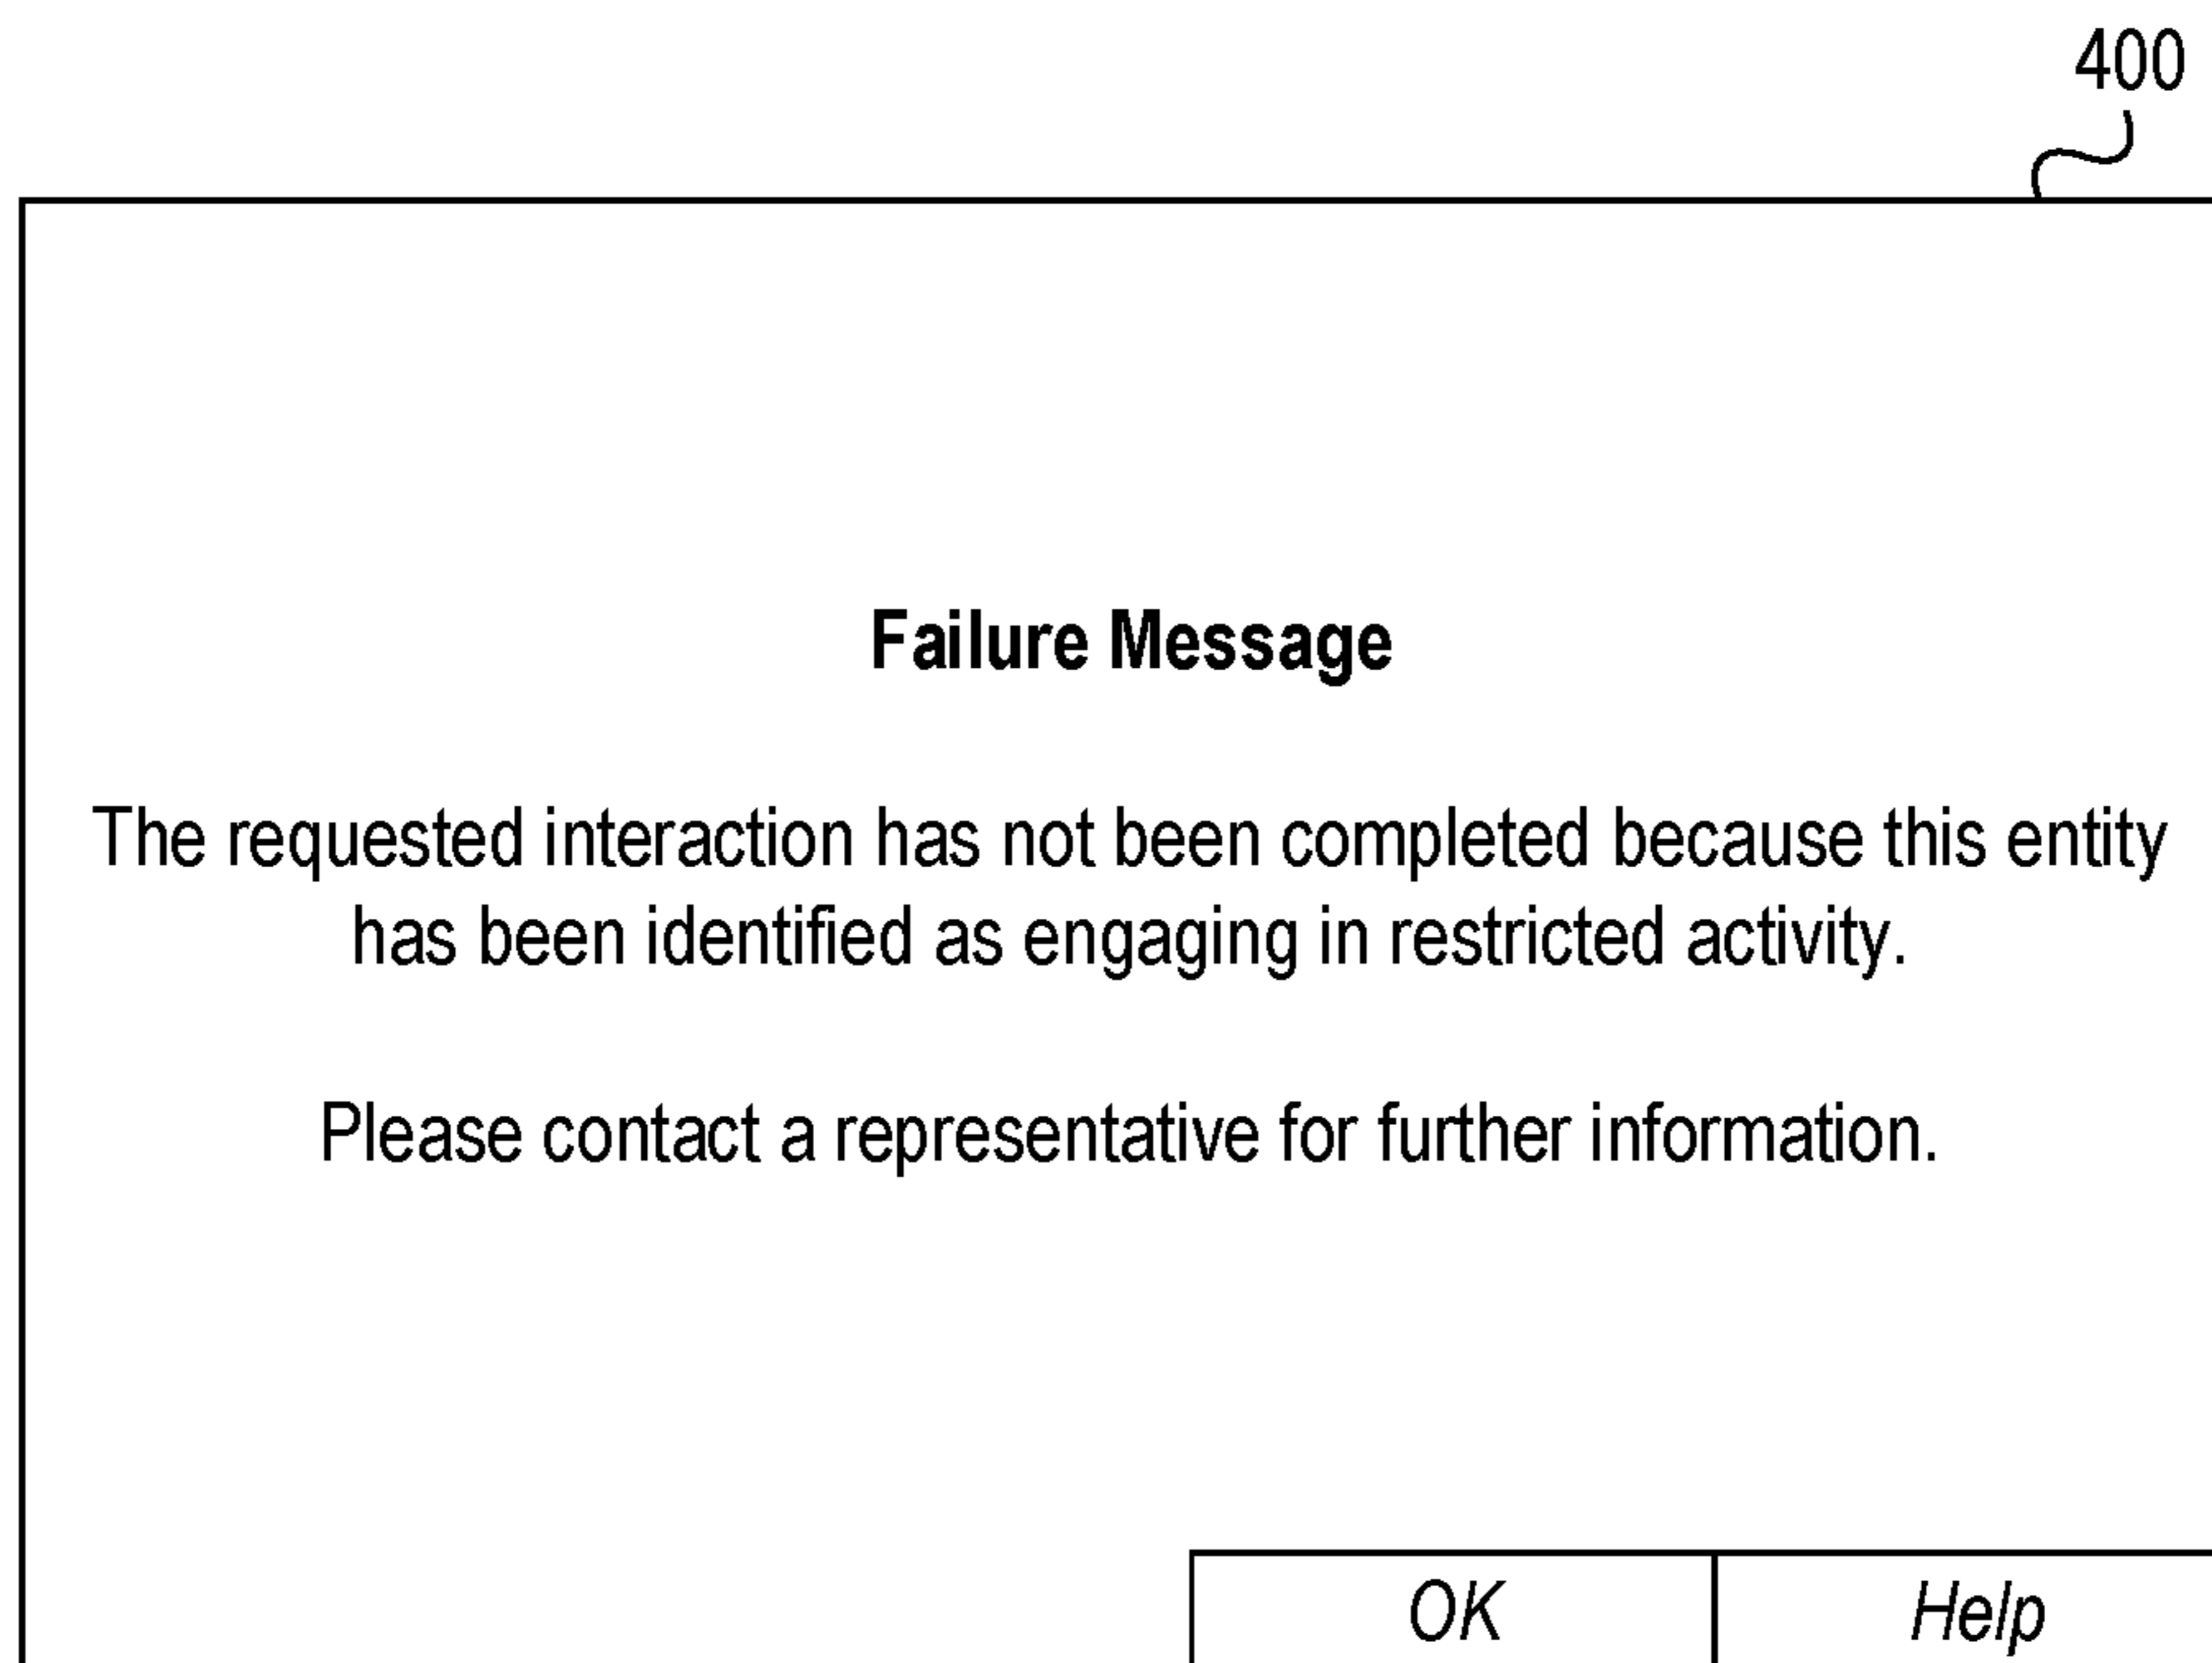 400
Failure Message
The requested interaction has not been completed because this entity
has been identified as engaging in restricted activity.
Please contact a representative for further information.
OK Help